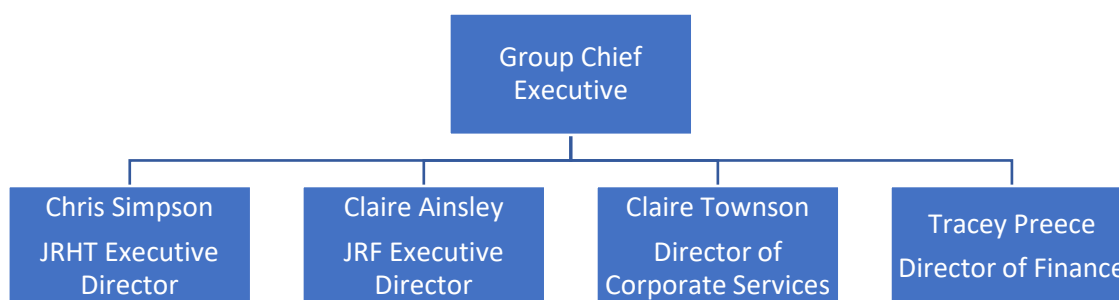 Group Chief
Executive
Chris Simpson
JRHT Executive
Director
Claire Ainsley
JRF Executive
Director
Claire Townson
Director of
Corporate Services
Tracey Preece
Director of Finance